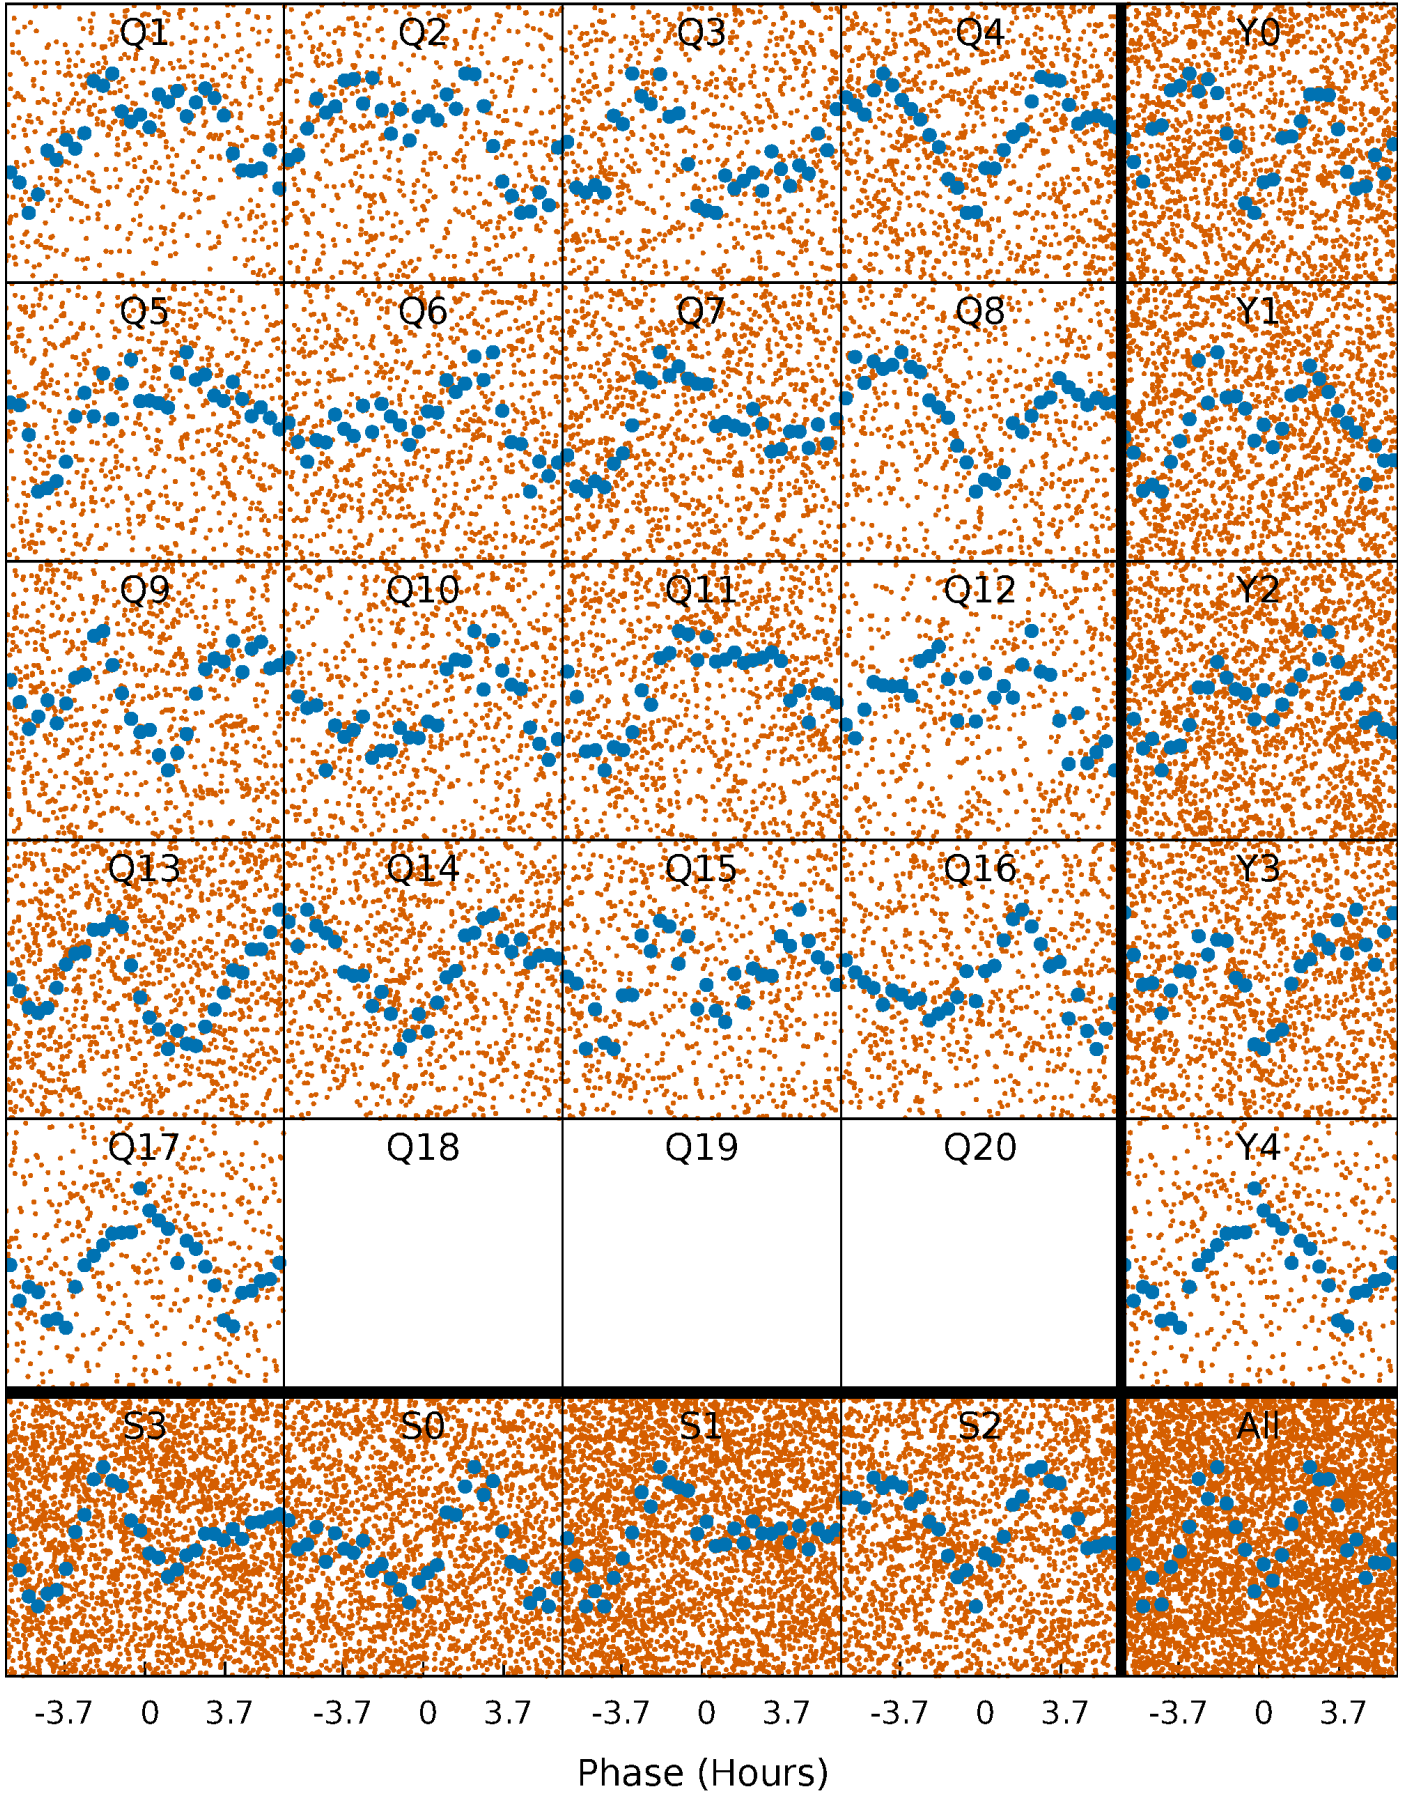 Q1 Q2 Q3 Q4 Y0
Q5 Q6 Q7 Q8 Y1
Q9 Q10 Q11 Q12 Y2
Q13 Q14 Q15 Q16 Y3
Q17 Q18 Q19 Q20 Y4
S3 S0 S1 S2 All
-3.7 0 3.7 -3.7 0 3.7 -3.7 0 3.7 -3.7 0 3.7 -3.7 0 3.7
Phase (Hours)